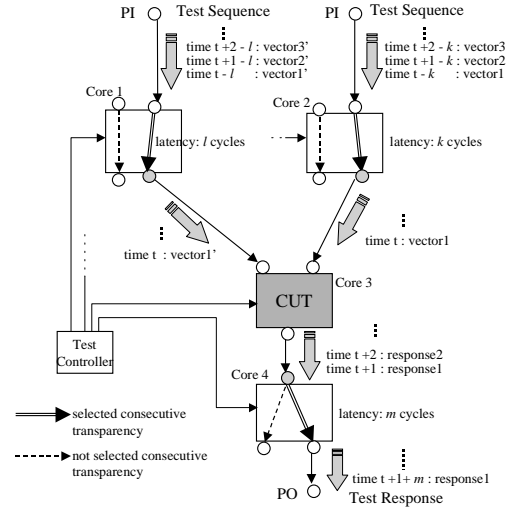 PI
Test Sequence
time t +2 - l : vector3’
time t +1 - l : vector2’
time t - l : vector1’
PI
Test Sequence
time t +2 - k : vector3
time t +1 - k : vector2
time t - k : vector1
Core 1
latency: l cycles
Core 2
latency: k cycles
time t : vector1’
time t : vector1
Core 3
CUT
Test
Controller
time t +2 : response2
time t +1 : response1
Core 4
latency: m cycles
selected consecutive
transparency
not selected consecutive
transparency
time t +1+ m : response1
PO
Test Response